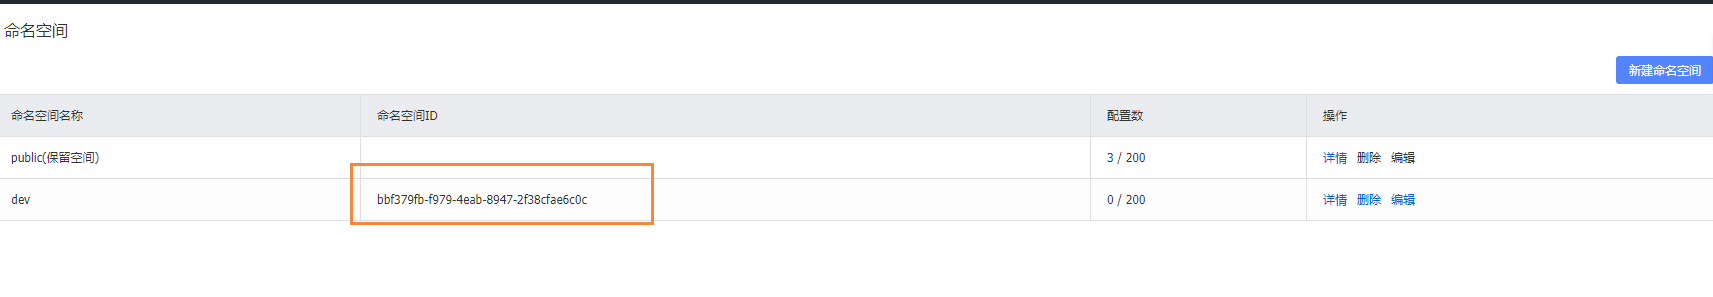 命名空间
新建命名空间
命名空间名称 命名空间ID 配置数 操作
public(保留空间) 3 / 200 详情 删除 编辑
dev bbf379fb-f979-4eab-8947-2f38cfae6c0c 0 / 200 详情 删除 编辑